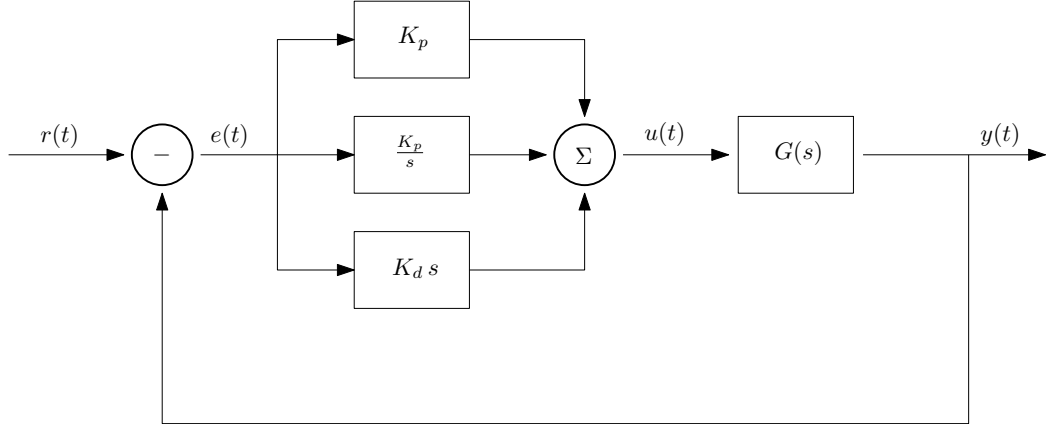 K_p
r(t)
−
e(t)
K_p/s
Σ
u(t)
G(s)
y(t)
K_d s